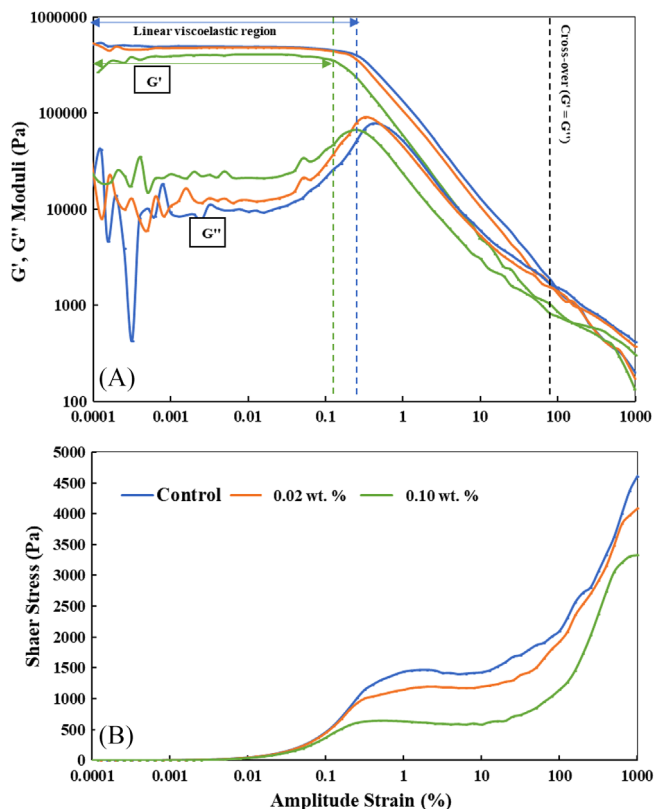 1000000
100000
10000
1000
100
G', G'' Moduli (Pa)
Linear viscoelastic region
G'
G''
Cross-over (G' = G'')
(A)
0.0001 0.001 0.01 0.1 1 10 100 1000
5000
4500
4000
3500
3000
2500
2000
1500
1000
500
0
Shaer Stress (Pa)
Control 0.02 wt. % 0.10 wt. %
(B)
0.0001 0.001 0.01 0.1 1 10 100 1000
Amplitude Strain (%)